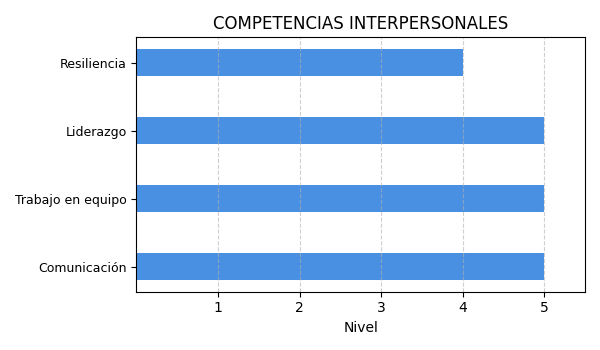 COMPETENCIAS INTERPERSONALES
Resiliencia
Liderazgo
Trabajo en equipo
Comunicación
1 2 3 4 5
Nivel